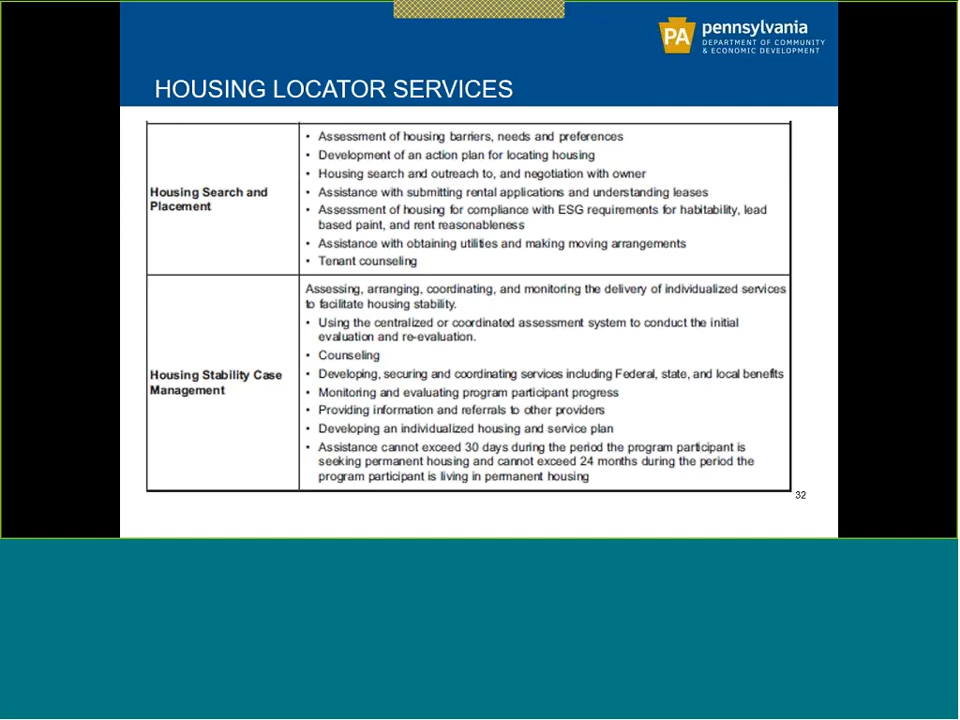 PA
pennsylvania
DEPARTMENT OF COMMUNITY
& ECONOMIC DEVELOPMENT
HOUSING LOCATOR SERVICES
Housing Search and
Placement
• Assessment of housing barriers, needs and preferences
• Development of an action plan for locating housing
• Housing search and outreach to, and negotiation with owner
• Assistance with submitting rental applications and understanding leases
• Assessment of housing for compliance with ESG requirements for habitability, lead
based paint, and rent reasonableness
• Assistance with obtaining utilities and making moving arrangements
• Tenant counseling
Housing Stability Case
Management
Assessing, arranging, coordinating, and monitoring the delivery of individualized services
to facilitate housing stability.
• Using the centralized or coordinated assessment system to conduct the initial
evaluation and re-evaluation.
• Counseling
• Developing, securing and coordinating services including Federal, state, and local benefits
• Monitoring and evaluating program participant progress
• Providing information and referrals to other providers
• Developing an individualized housing and service plan
• Assistance cannot exceed 30 days during the period the program participant is
seeking permanent housing and cannot exceed 24 months during the period the
program participant is living in permanent housing
32